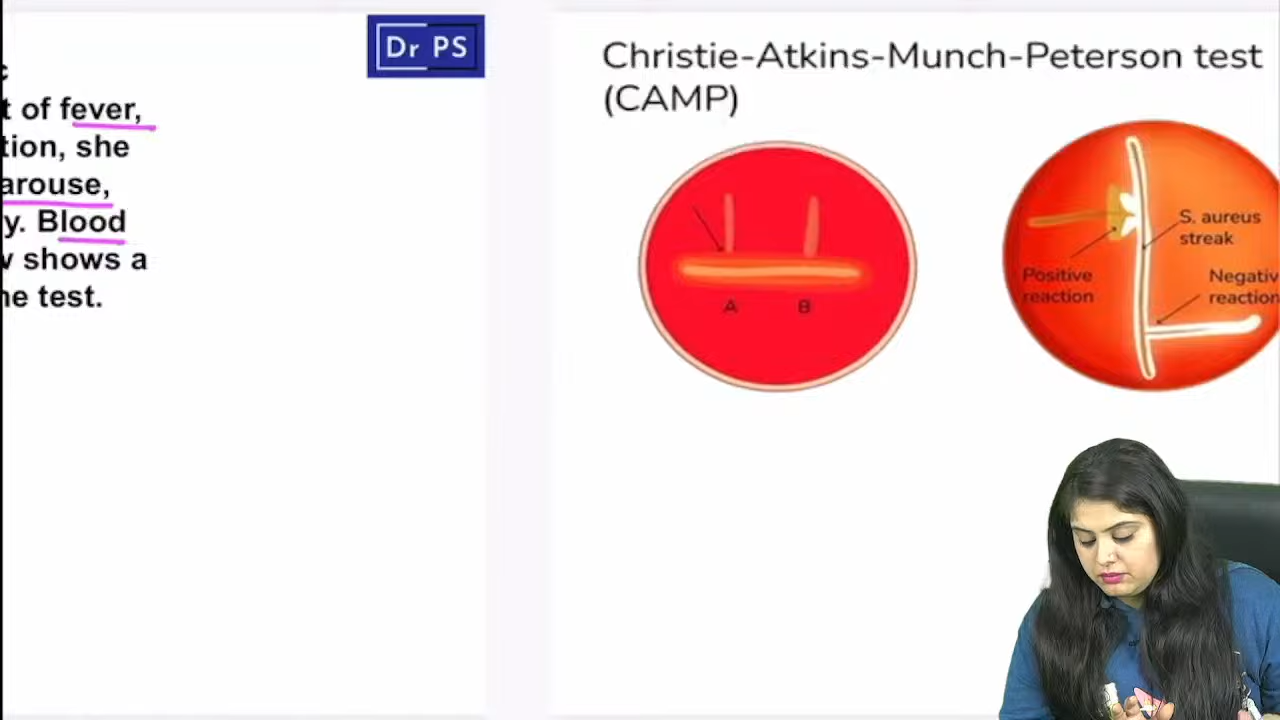 Dr PS
t of fever,
tion, she
arouse,
y. Blood
shows a
he test.
Christie-Atkins-Munch-Peterson test
(CAMP)
A B
S. aureus
streak
Positive
reaction
Negativ
reaction